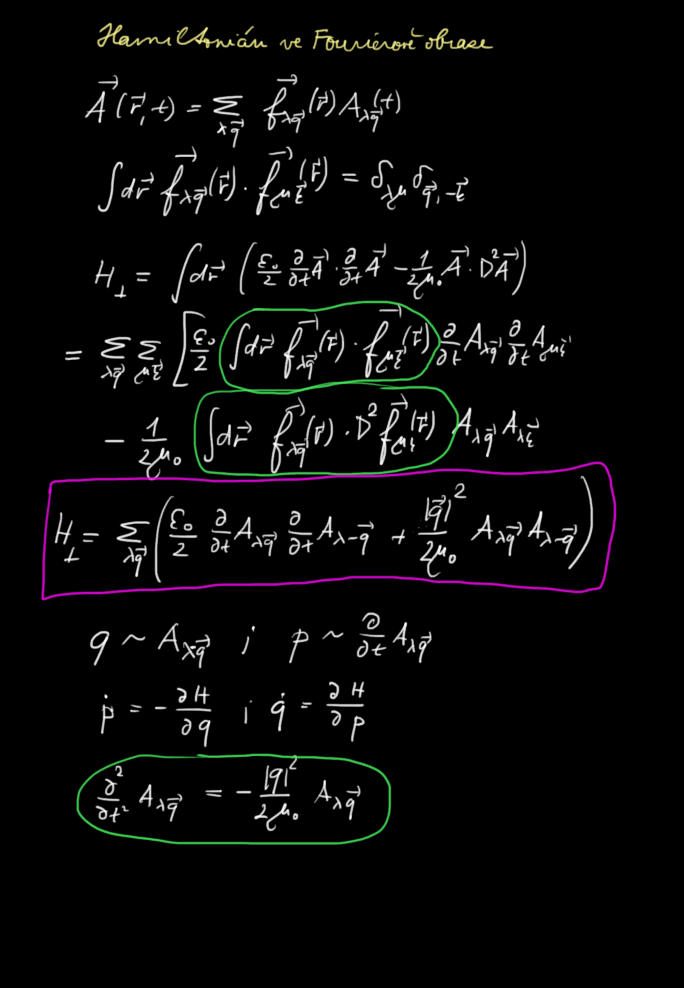 Hamiltonián ve Fourierově obrase
$\vec{A}(\vec{r},t) = \sum_{\lambda\vec{q}} \vec{f}_{\lambda\vec{q}}(\vec{r}) A_{\lambda\vec{q}}(t)$
$\int d\vec{r}\, \vec{f}_{\lambda\vec{q}}(\vec{r}) \cdot \vec{f}_{\mu\vec{t}}(\vec{r}) = \delta_{\lambda\mu} \delta_{\vec{q},-\vec{t}}$
$H_\perp = \int d\vec{r} \left( \frac{\varepsilon_0}{2} \frac{\partial}{\partial t}\vec{A} \cdot \frac{\partial}{\partial t}\vec{A} - \frac{1}{2\mu_0} \vec{A} \cdot D^2 \vec{A} \right)$
$= \sum_{\lambda\vec{q}} \sum_{\mu\vec{t}} \left[ \frac{\varepsilon_0}{2} \int d\vec{r}\, \vec{f}_{\lambda\vec{q}}(\vec{r}) \cdot \vec{f}_{\mu\vec{t}}(\vec{r}) \frac{\partial}{\partial t} A_{\lambda\vec{q}} \frac{\partial}{\partial t} A_{\mu\vec{t}} \right.$
$- \frac{1}{2\mu_0} \int d\vec{r}\, \vec{f}_{\lambda\vec{q}}(\vec{r}) \cdot D^2 \vec{f}_{\mu\vec{t}}(\vec{r}) A_{\lambda\vec{q}} A_{\lambda\vec{t}}$
$H_\perp = \sum_{\lambda\vec{q}} \left( \frac{\varepsilon_0}{2} \frac{\partial}{\partial t} A_{\lambda\vec{q}} \frac{\partial}{\partial t} A_{\lambda-\vec{q}} + \frac{|\vec{q}|^2}{2\mu_0} A_{\lambda\vec{q}} A_{\lambda-\vec{q}} \right)$
$q \sim A_{\lambda\vec{q}} \; ; \; p \sim \frac{\partial}{\partial t} A_{\lambda\vec{q}}$
$\dot{p} = -\frac{\partial H}{\partial q} \; ; \; \dot{q} = \frac{\partial H}{\partial p}$
$\frac{\partial^2}{\partial t^2} A_{\lambda\vec{q}} = -\frac{|q|^2}{2\mu_0} A_{\lambda\vec{q}}$